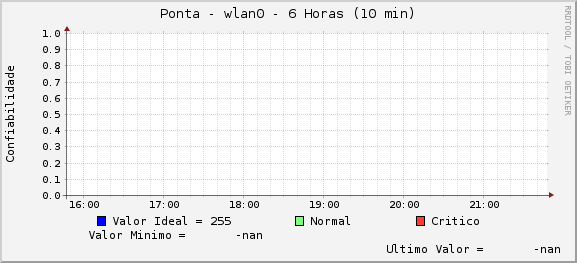 Ponta - wlan0 - 6 Horas (10 min)
RRDTOOL / TOBI OETIKER
Confiabilidade
1.0
0.9
0.8
0.7
0.6
0.5
0.4
0.3
0.2
0.1
0.0
16:00 17:00 18:00 19:00 20:00 21:00
Valor Ideal = 255 Normal Critico
Valor Minimo = -nan
Ultimo Valor = -nan